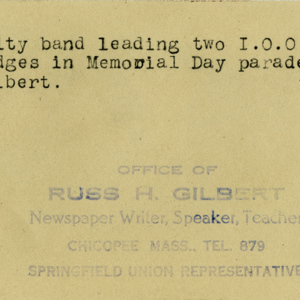 lty band leading two I.O.O
dges in Memorial Day parade
lbert.
OFFICE OF
RUSS H. GILBERT
Newspaper Writer, Speaker, Teacher
CHICOPEE MASS., TEL. 879
SPRINGFIELD UNION REPRESENTATIVE